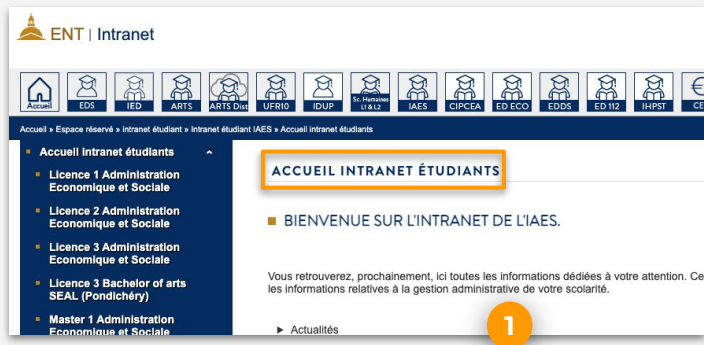 ENT | Intranet
Accueil EDS IED ARTS ARTS Dist UFR10 IDUP Sc. Humaines L1 & L2 IAES CIPCEA ED ECO EDDS ED 112 IHPST CE
Accueil » Espace réservé » intranet étudiant » Intranet étudiant IAES » Accueil intranet étudiants
Accueil intranet étudiants
Licence 1 Administration
Economique et Sociale
Licence 2 Administration
Economique et Sociale
Licence 3 Administration
Economique et Sociale
Licence 3 Bachelor of arts
SEAL (Pondichéry)
Master 1 Administration
Economique et Sociale
ACCUEIL INTRANET ÉTUDIANTS
BIENVENUE SUR L'INTRANET DE L'IAES.
Vous retrouverez, prochainement, ici toutes les informations dédiées à votre attention. Ce
les informations relatives à la gestion administrative de votre scolarité.
Actualités
1